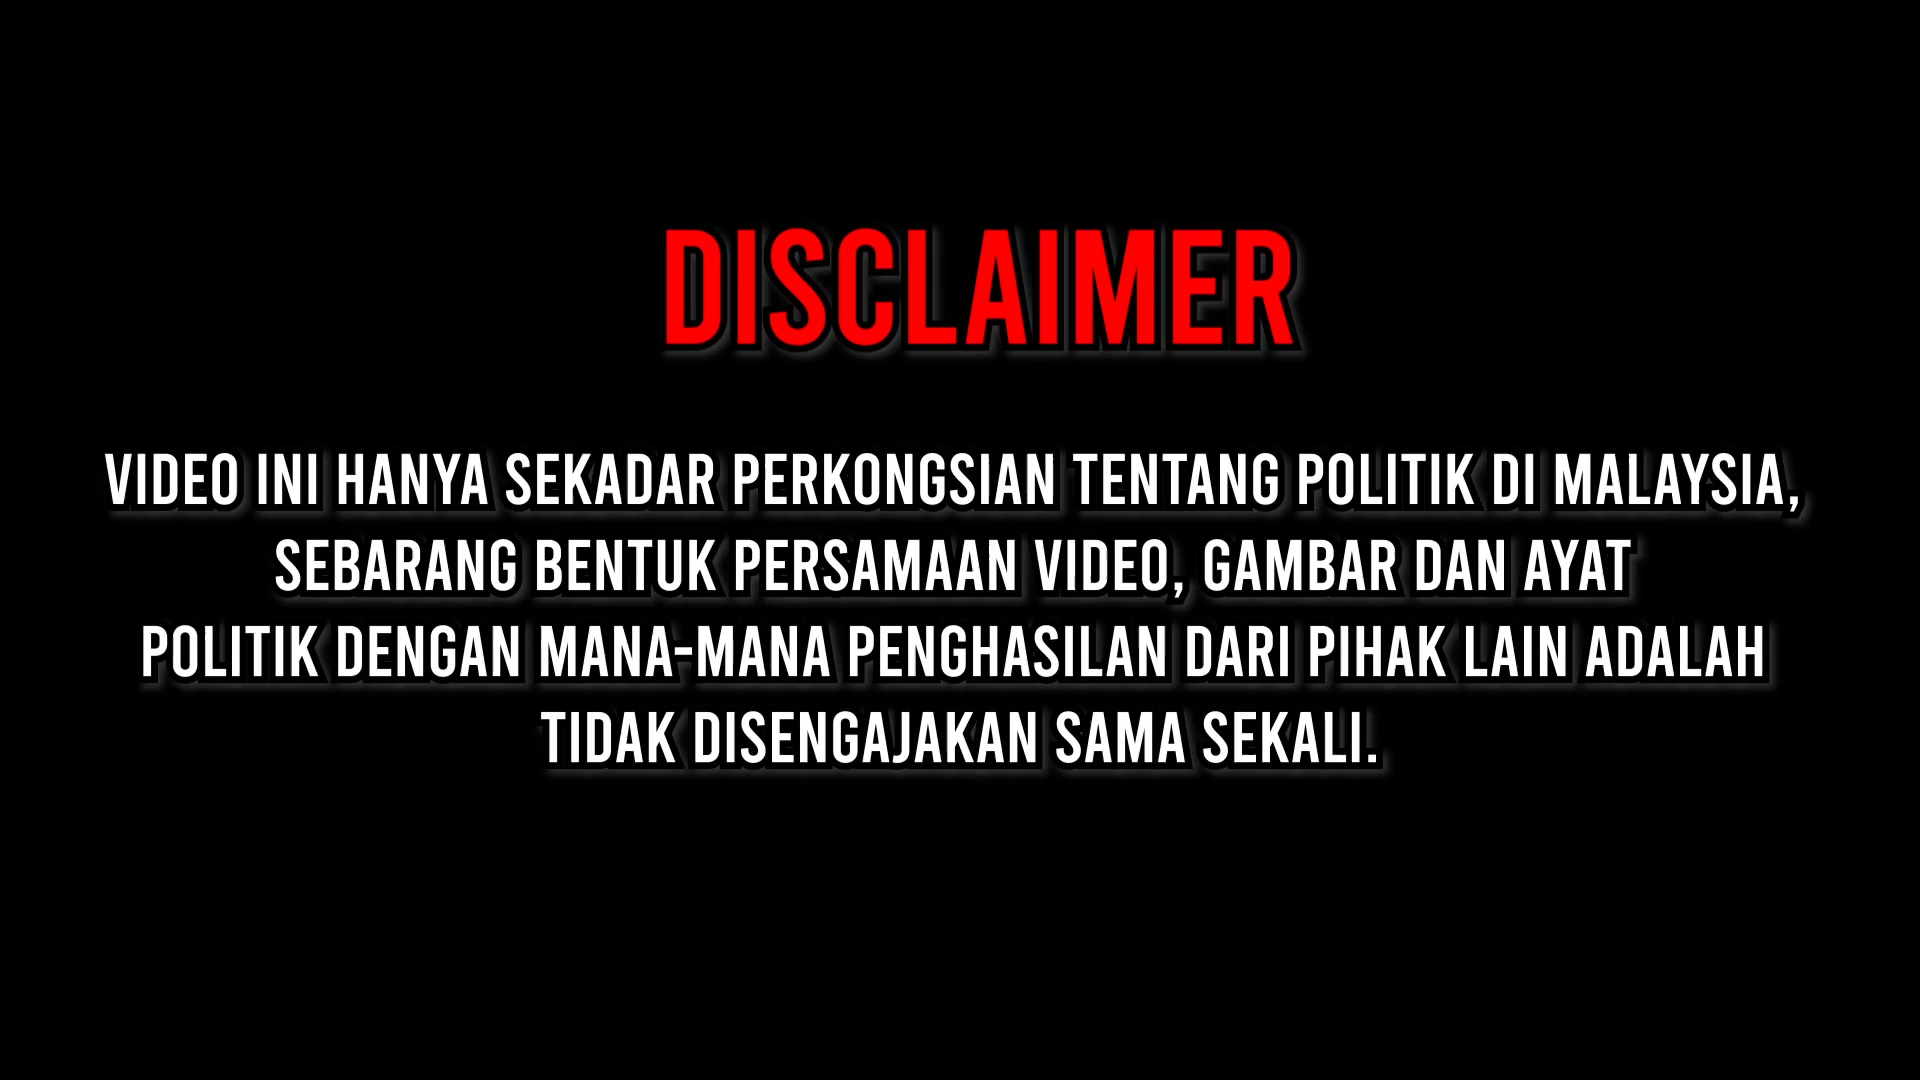 DISCLAIMER
VIDEO INI HANYA SEKADAR PERKONGSIAN TENTANG POLITIK DI MALAYSIA,
SEBARANG BENTUK PERSAMAAN VIDEO, GAMBAR DAN AYAT
POLITIK DENGAN MANA-MANA PENGHASILAN DARI PIHAK LAIN ADALAH
TIDAK DISENGAJAKAN SAMA SEKALI.